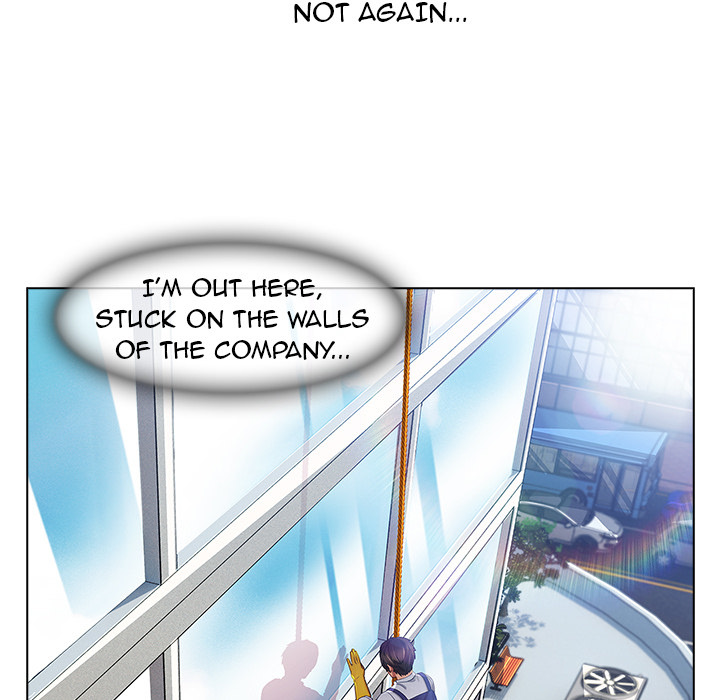 NOT AGAIN...
I'M OUT HERE,
STUCK ON THE WALLS
OF THE COMPANY...